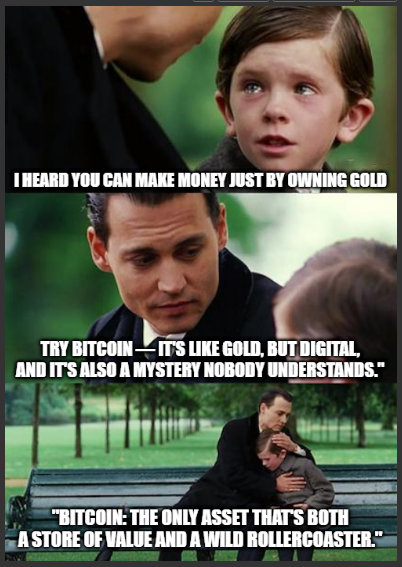 I HEARD YOU CAN MAKE MONEY JUST BY OWNING GOLD
TRY BITCOIN — IT'S LIKE GOLD, BUT DIGITAL,
AND IT'S ALSO A MYSTERY NOBODY UNDERSTANDS."
"BITCOIN: THE ONLY ASSET THAT'S BOTH
A STORE OF VALUE AND A WILD ROLLERCOASTER."